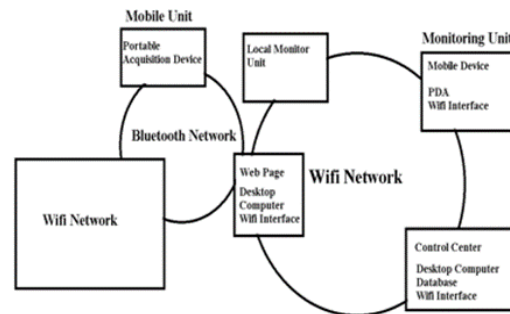 Mobile Unit
Portable
Acquisition Device
Local Monitor
Unit
Monitoring Unit
Mobile Device
PDA
Wifi Interface
Bluetooth Network
Wifi Network
Web Page
Desktop
Computer
Wifi Interface
Wifi Network
Control Center
Desktop Computer
Database
Wifi Interface